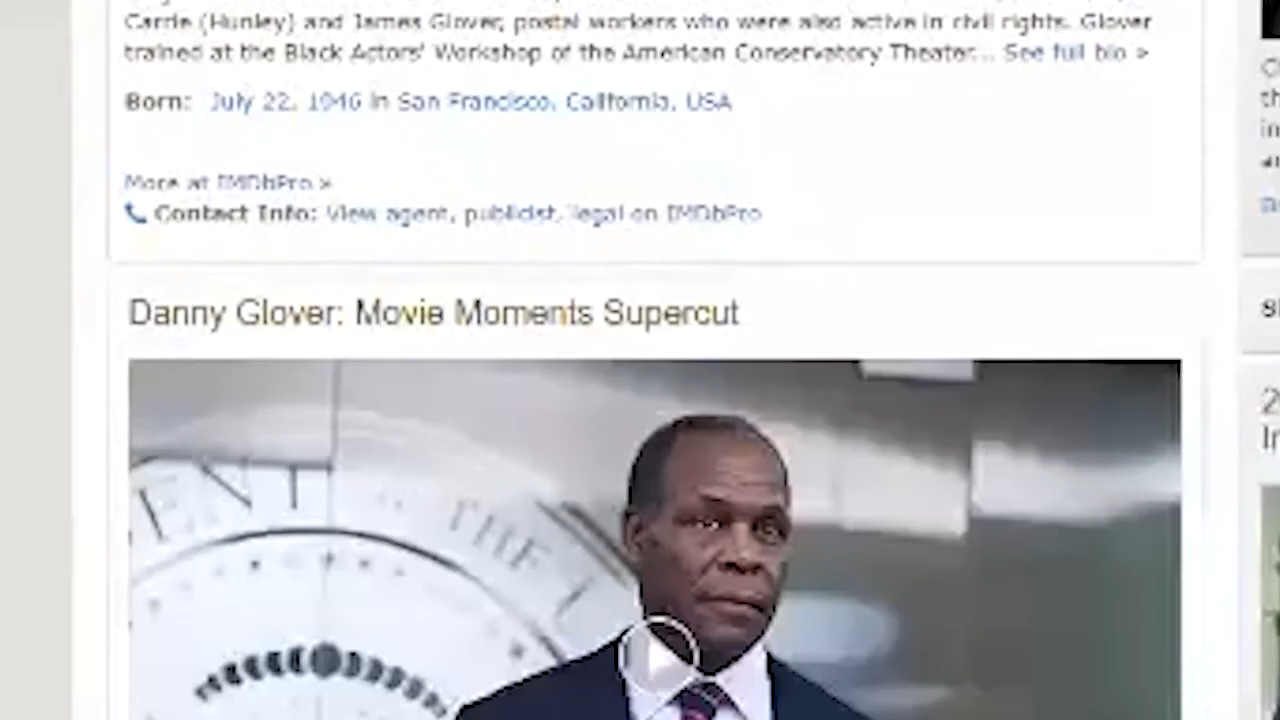 Carrie (Hunley) and James Glover, postal workers who were also active in civil rights. Glover
trained at the Black Actors' Workshop of the American Conservatory Theater... See full bio »
Born: July 22, 1946 in San Francisco, California, USA
More at IMDbPro »
Contact Info: View agent, publicist, legal on IMDbPro
Danny Glover: Movie Moments Supercut
ENT
THE